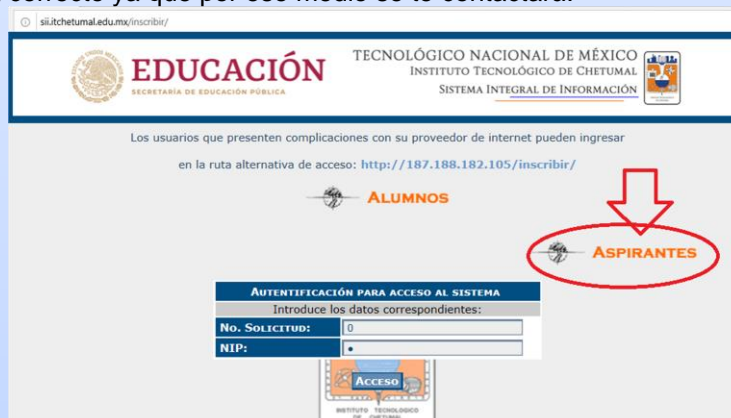 correcto ya que por ese medio se te contactará.
sii.itchetumal.edu.mx/inscribir/
EDUCACIÓN
SECRETARÍA DE EDUCACIÓN PÚBLICA
TECNOLÓGICO NACIONAL DE MÉXICO
INSTITUTO TECNOLÓGICO DE CHETUMAL
SISTEMA INTEGRAL DE INFORMACIÓN
Los usuarios que presenten complicaciones con su proveedor de internet pueden ingresar
en la ruta alternativa de acceso: http://187.188.182.105/inscribir/
ALUMNOS
ASPIRANTES
AUTENTIFICACIÓN PARA ACCESO AL SISTEMA
Introduce los datos correspondientes:
NO. SOLICITUD: 0
NIP: •
ACCESO
INSTITUTO TECNOLOGICO
DE CHETUMAL